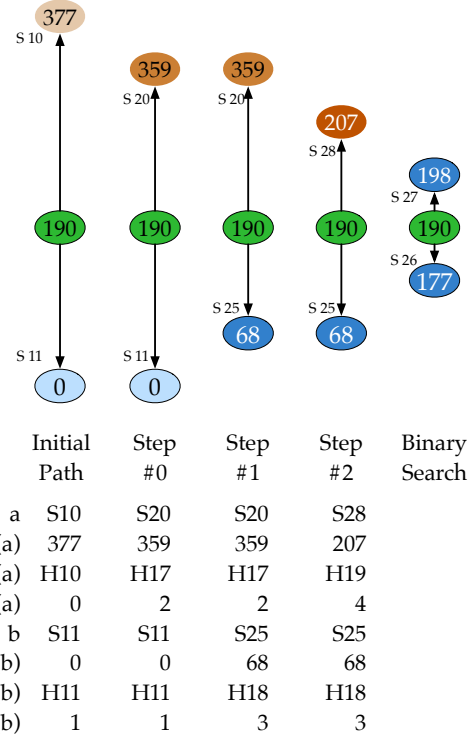 377
S 10
359 359
S 20 S 20
207
S 28
198
S 27
190 190 190 190 190
S 26
177
S 25 S 25
68 68
S 11 S 11
0 0
Initial Step Step Step Binary
Path #0 #1 #2 Search
a S10 S20 S20 S28
a) 377 359 359 207
a) H10 H17 H17 H19
a) 0 2 2 4
b S11 S11 S25 S25
b) 0 0 68 68
b) H11 H11 H18 H18
b) 1 1 3 3